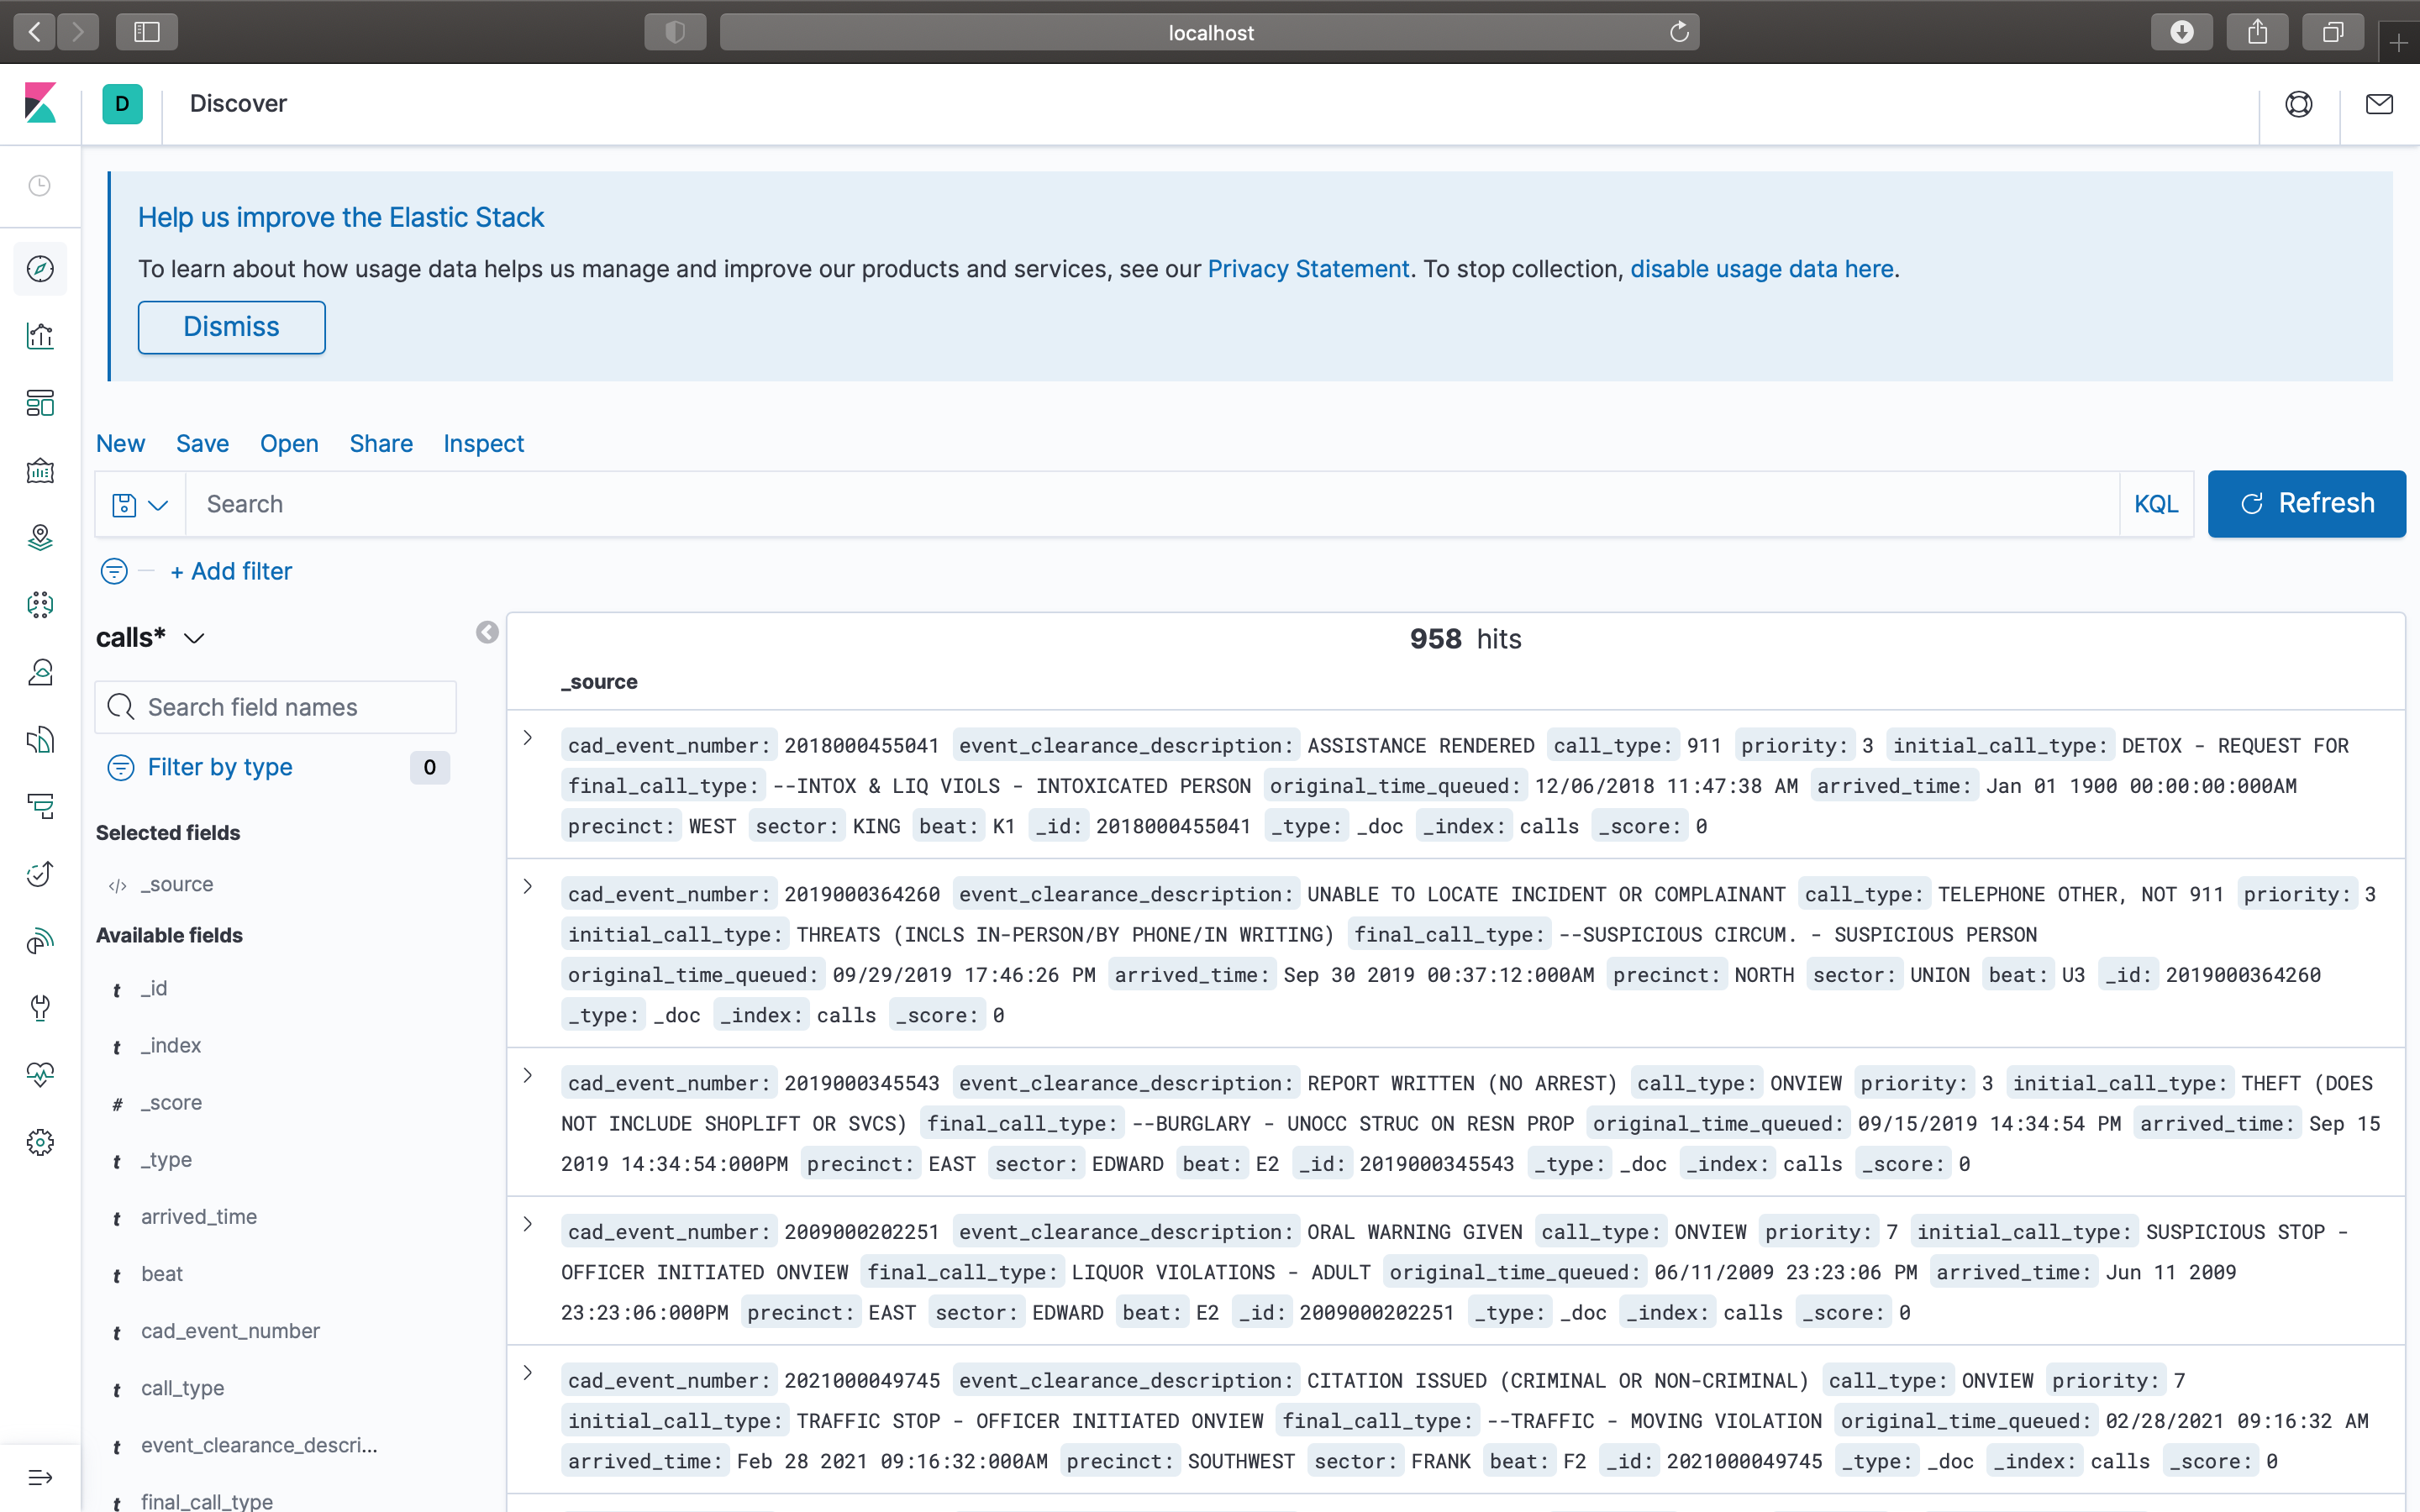 localhost
D
Discover
Help us improve the Elastic Stack
To learn about how usage data helps us manage and improve our products and services, see our Privacy Statement. To stop collection, disable usage data here.
Dismiss
New Save Open Share Inspect
Search KQL Refresh
+ Add filter
calls*
Search field names
Filter by type 0
Selected fields
</> _source
Available fields
t _id
t _index
# _score
t _type
t arrived_time
t beat
t cad_event_number
t call_type
t event_clearance_descri...
t final_call_type
958 hits
_source
cad_event_number: 2018000455041 event_clearance_description: ASSISTANCE RENDERED call_type: 911 priority: 3 initial_call_type: DETOX - REQUEST FOR
final_call_type: --INTOX & LIQ VIOLS - INTOXICATED PERSON original_time_queued: 12/06/2018 11:47:38 AM arrived_time: Jan 01 1900 00:00:00:000AM
precinct: WEST sector: KING beat: K1 _id: 2018000455041 _type: _doc _index: calls _score: 0
cad_event_number: 2019000364260 event_clearance_description: UNABLE TO LOCATE INCIDENT OR COMPLAINANT call_type: TELEPHONE OTHER, NOT 911 priority: 3
initial_call_type: THREATS (INCLS IN-PERSON/BY PHONE/IN WRITING) final_call_type: --SUSPICIOUS CIRCUM. - SUSPICIOUS PERSON
original_time_queued: 09/29/2019 17:46:26 PM arrived_time: Sep 30 2019 00:37:12:000AM precinct: NORTH sector: UNION beat: U3 _id: 2019000364260
_type: _doc _index: calls _score: 0
cad_event_number: 2019000345543 event_clearance_description: REPORT WRITTEN (NO ARREST) call_type: ONVIEW priority: 3 initial_call_type: THEFT (DOES
NOT INCLUDE SHOPLIFT OR SVCS) final_call_type: --BURGLARY - UNOCC STRUC ON RESN PROP original_time_queued: 09/15/2019 14:34:54 PM arrived_time: Sep 15
2019 14:34:54:000PM precinct: EAST sector: EDWARD beat: E2 _id: 2019000345543 _type: _doc _index: calls _score: 0
cad_event_number: 2009000202251 event_clearance_description: ORAL WARNING GIVEN call_type: ONVIEW priority: 7 initial_call_type: SUSPICIOUS STOP -
OFFICER INITIATED ONVIEW final_call_type: LIQUOR VIOLATIONS - ADULT original_time_queued: 06/11/2009 23:23:06 PM arrived_time: Jun 11 2009
23:23:06:000PM precinct: EAST sector: EDWARD beat: E2 _id: 2009000202251 _type: _doc _index: calls _score: 0
cad_event_number: 2021000049745 event_clearance_description: CITATION ISSUED (CRIMINAL OR NON-CRIMINAL) call_type: ONVIEW priority: 7
initial_call_type: TRAFFIC STOP - OFFICER INITIATED ONVIEW final_call_type: --TRAFFIC - MOVING VIOLATION original_time_queued: 02/28/2021 09:16:32 AM
arrived_time: Feb 28 2021 09:16:32:000AM precinct: SOUTHWEST sector: FRANK beat: F2 _id: 2021000049745 _type: _doc _index: calls _score: 0